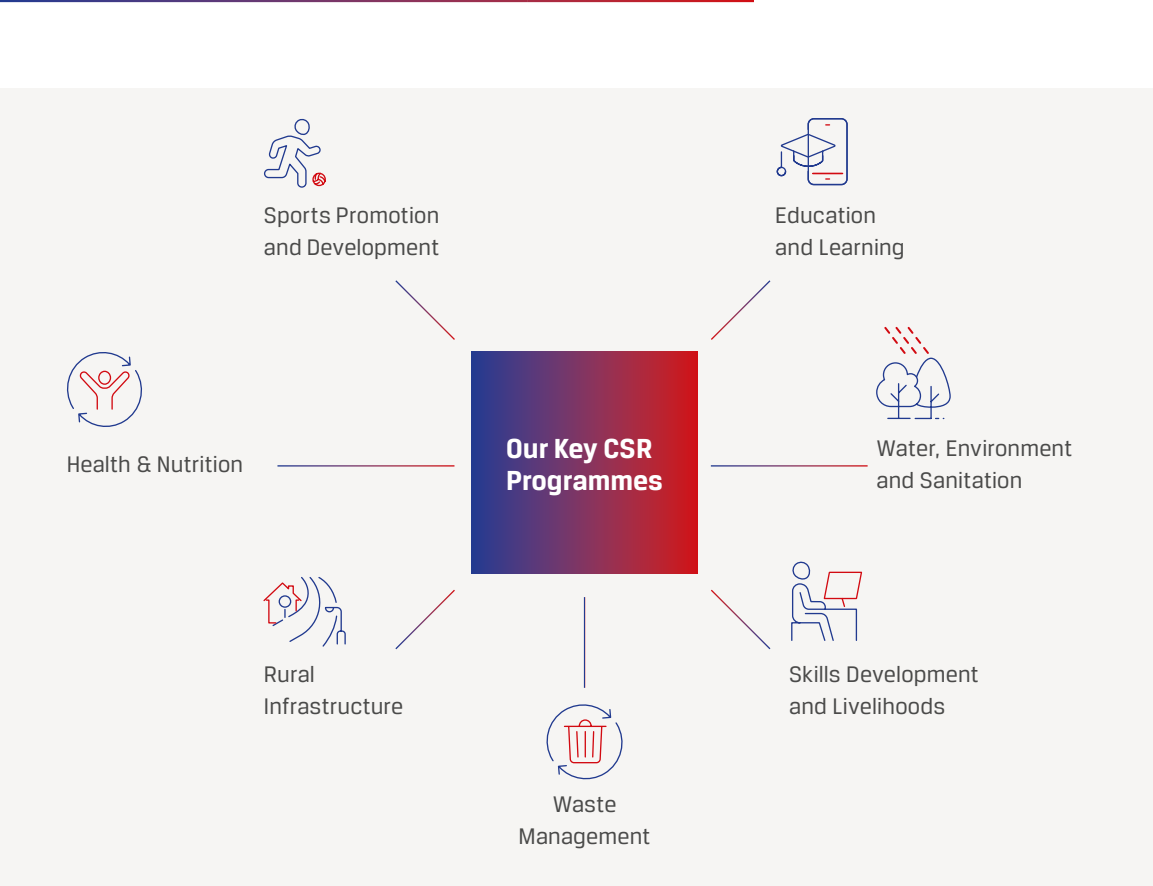 Sports Promotion
and Development
Education
and Learning
Health & Nutrition
Our Key CSR
Programmes
Water, Environment
and Sanitation
Rural
Infrastructure
Skills Development
and Livelihoods
Waste
Management